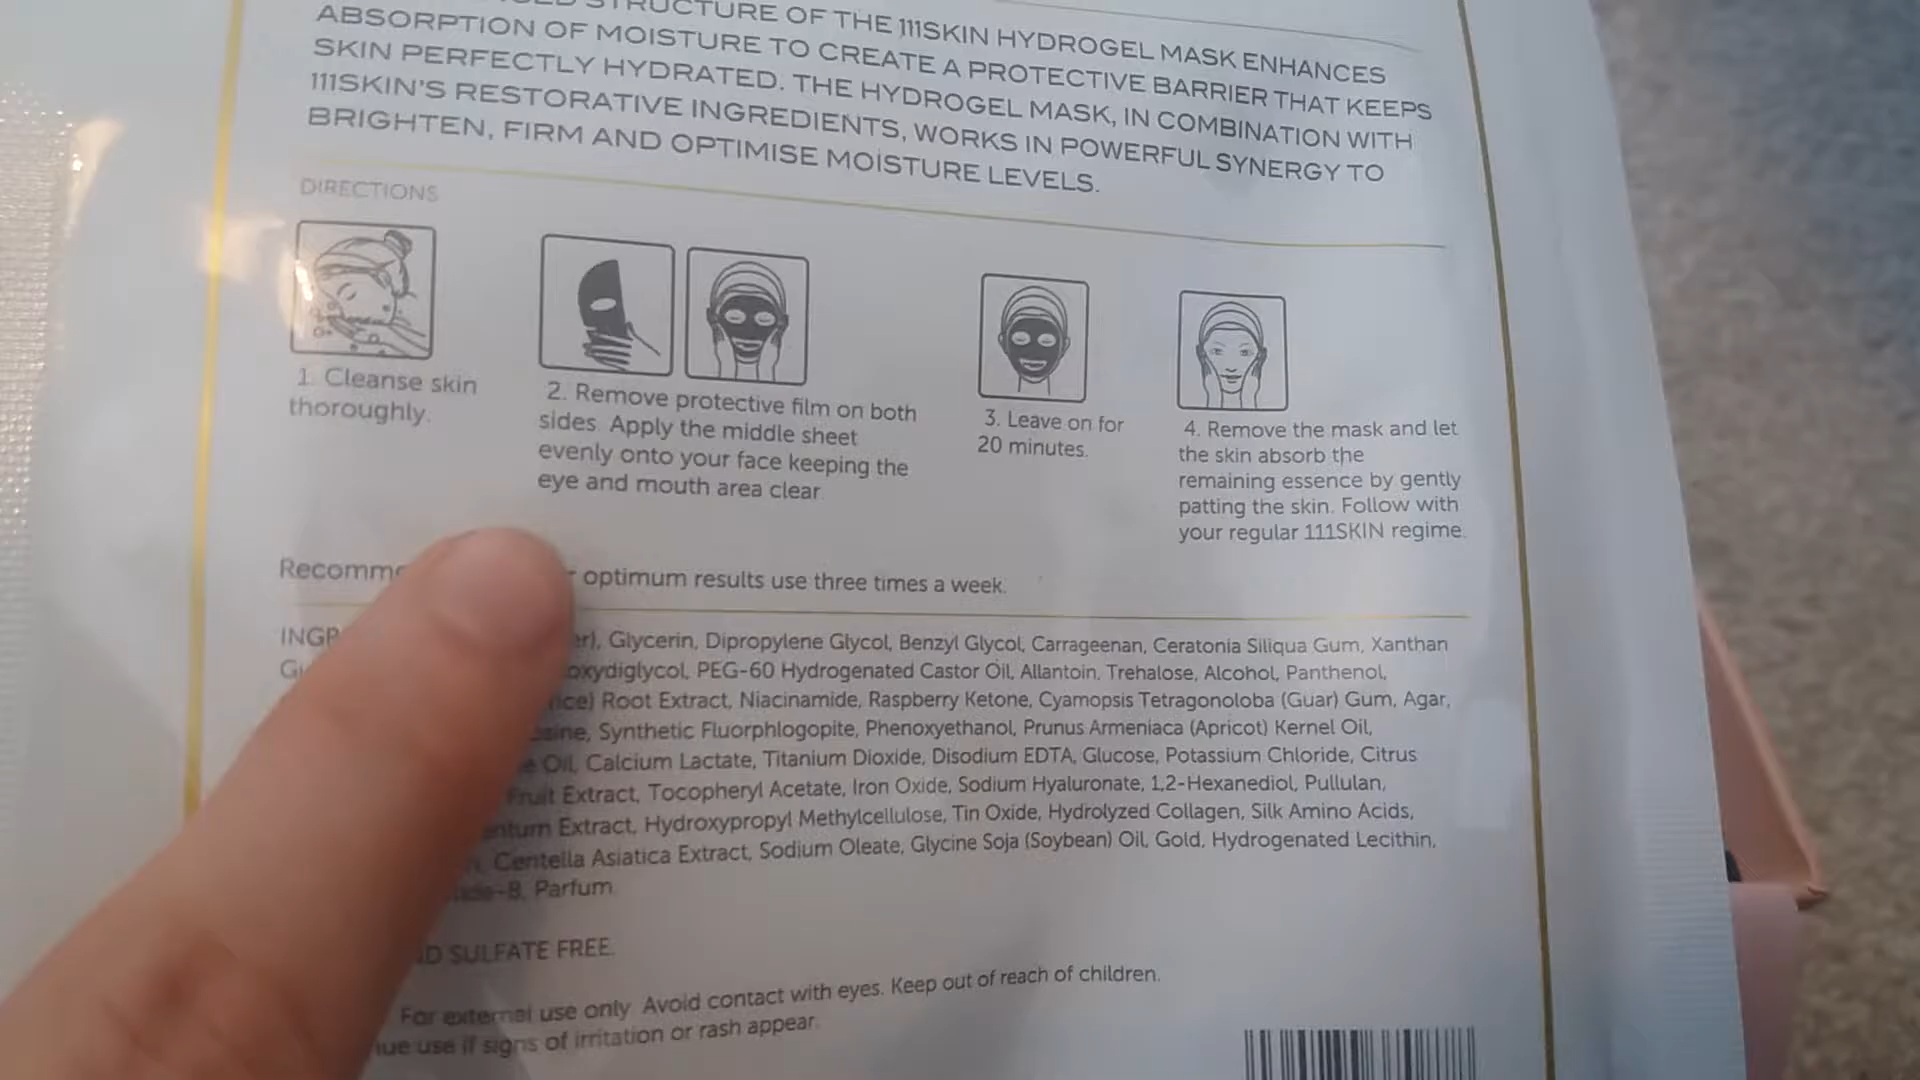 STRUCTURE OF THE 111SKIN HYDROGEL MASK ENHANCES
ABSORPTION OF MOISTURE TO CREATE A PROTECTIVE BARRIER THAT KEEPS
SKIN PERFECTLY HYDRATED. THE HYDROGEL MASK, IN COMBINATION WITH
111SKIN'S RESTORATIVE INGREDIENTS, WORKS IN POWERFUL SYNERGY TO
BRIGHTEN, FIRM AND OPTIMISE MOISTURE LEVELS.
DIRECTIONS
1. Cleanse skin
thoroughly.
2. Remove protective film on both
sides. Apply the middle sheet
evenly onto your face keeping the
eye and mouth area clear.
3. Leave on for
20 minutes.
4. Remove the mask and let
the skin absorb the
remaining essence by gently
patting the skin. Follow with
your regular 111SKIN regime.
optimum results use three times a week.
Glycerin, Dipropylene Glycol, Benzyl Glycol, Carrageenan, Ceratonia Siliqua Gum, Xanthan
PEG-60 Hydrogenated Castor Oil, Allantoin, Trehalose, Alcohol, Panthenol,
Root Extract, Niacinamide, Raspberry Ketone, Cyamopsis Tetragonoloba (Guar) Gum, Agar,
Synthetic Fluorphlogopite, Phenoxyethanol, Prunus Armeniaca (Apricot) Kernel Oil,
Oil, Calcium Lactate, Titanium Dioxide, Disodium EDTA, Glucose, Potassium Chloride, Citrus
Fruit Extract, Tocopheryl Acetate, Iron Oxide, Sodium Hyaluronate, 1,2-Hexanediol, Pullulan,
Extract, Hydroxypropyl Methylcellulose, Tin Oxide, Hydrolyzed Collagen, Silk Amino Acids,
Centella Asiatica Extract, Sodium Oleate, Glycine Soja (Soybean) Oil, Gold, Hydrogenated Lecithin,
Parfum.
SULFATE FREE.
For external use only. Avoid contact with eyes. Keep out of reach of children.
use if signs of irritation or rash appear.